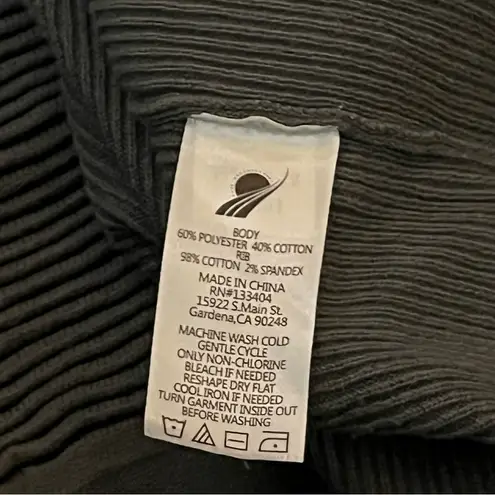 BODY
60% POLYESTER 40% COTTON
RIB
98% COTTON 2% SPANDEX
MADE IN CHINA
RN#133404
15922 S.Main St.
Gardena,CA 90248
MACHINE WASH COLD
GENTLE CYCLE
ONLY NON-CHLORINE
BLEACH IF NEEDED
RESHAPE DRY FLAT
COOL IRON IF NEEDED
TURN GARMENT INSIDE OUT
BEFORE WASHING